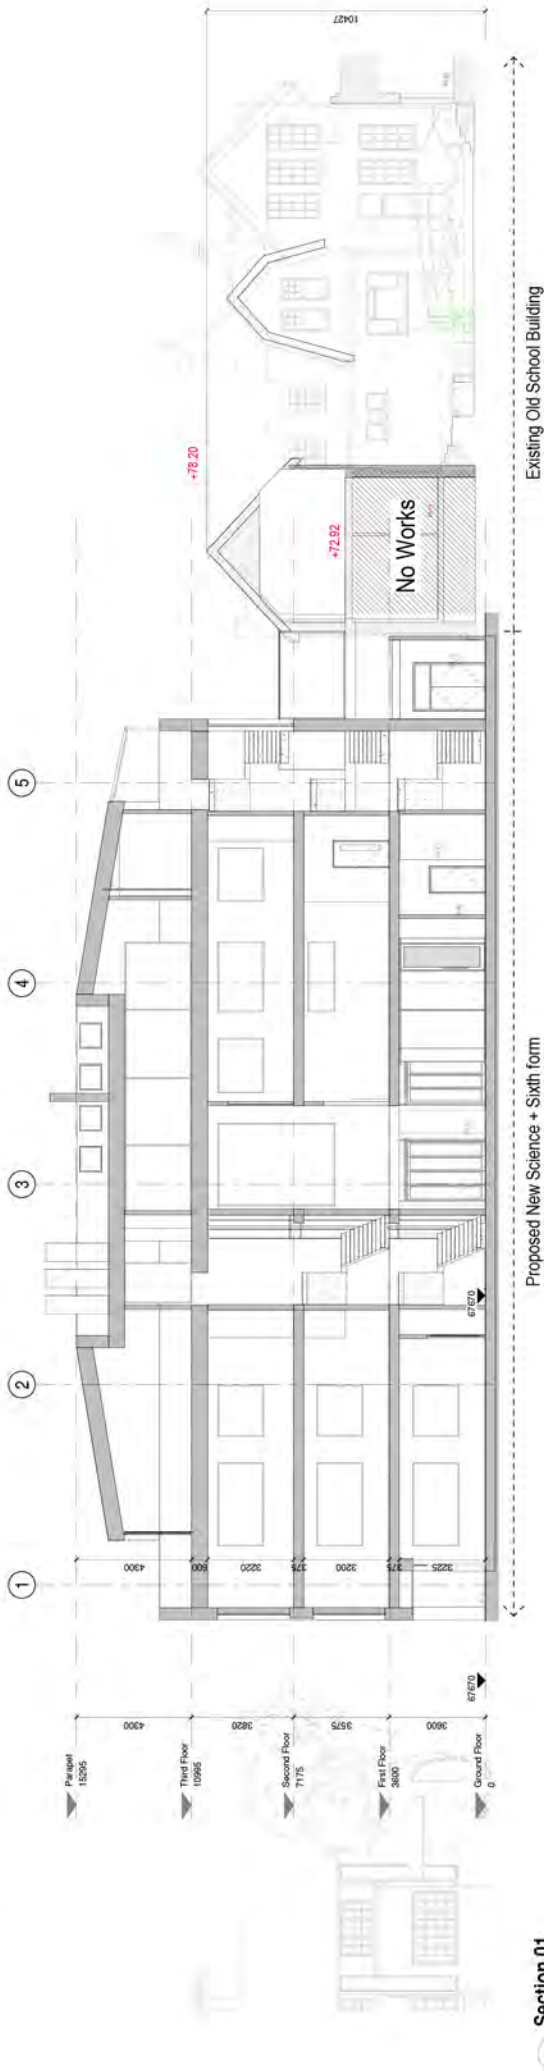 1
2
3
4
5
10427
+78.20
+72.92
No Works
Parapet
15295
Third Floor
10995
Second Floor
7175
First Floor
3600
Ground Floor
0
4300
3820
3575
3600
4300
600
3220
375
3200
375
3225
67670
67670
Proposed New Science + Sixth form
Existing Old School Building
Section 01